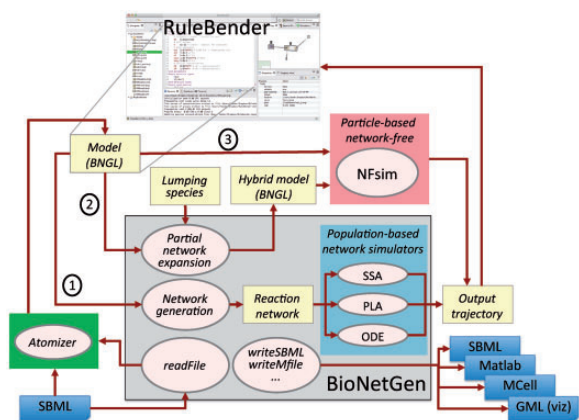 RuleBender
Model
(BNGL)
3
Particle-based
network-free
NFsim
Lumping
species
Hybrid model
(BNGL)
2
Partial
network
expansion
Population-based
network simulators
SSA
PLA
ODE
1
Network
generation
Reaction
network
Output
trajectory
Atomizer
readFile
writeSBML
writeMfile
...
BioNetGen
SBML
SBML
Matlab
MCell
GML (viz)